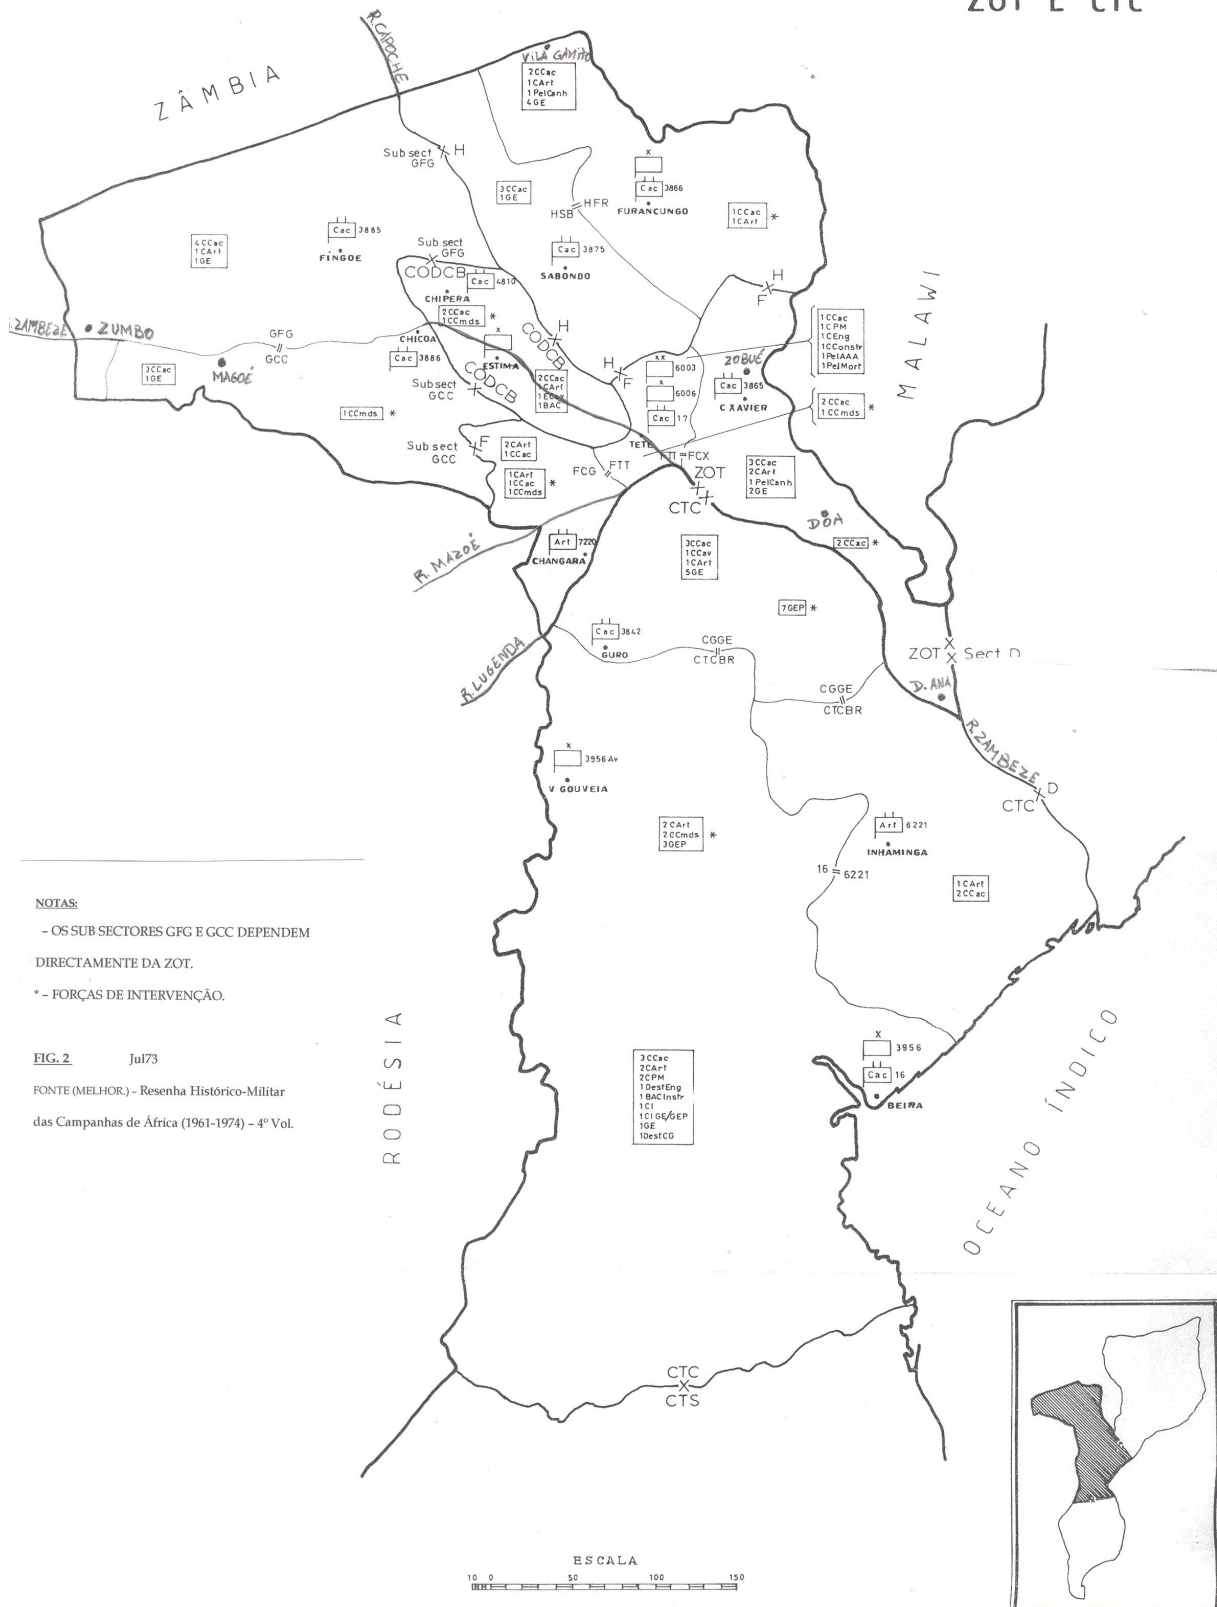 ZOT E CTC
R.CAPOCHE
ZÂMBIA
VILA GAMITO
2CCac
1CArt
1PelCanh
4GE
Sub sect
GFG
H
x
Cac 3866
FURANCUNGO
3CCac
1GE
HSB
HFR
1CCac
1CArt
*
4CCac
1CArt
1GE
Cac 3885
FÍNGOE
Sub sect
GFG
CODCB
Cac 4810
CHIPERA
Cac 3875
SABONDO
H
F
MALAWI
R.ZAMBEZE
ZUMBO
GFG
GCC
CHICOA
2CCac
1CCmds
*
x
ESTIMA
H
CODCB
1CCac
1CPM
1CEng
1CConstr
1PelAAA
1PelMort
3CCac
1GE
MAGOÉ
Cac 3886
Sub sect
GCC
CODCB
2CCac
1CArt
1ECav
1BAC
H
F
xx
6003
x
6006
Cac 17
TETE
ZOBUÉ
Cac 3865
C XAVIER
2CCac
1CCmds
*
1CCmds
*
Sub sect
GCC
F
2CArt
1CCac
1CArt
1CCac
1CCmds
*
FCG
FTT
FTT
FCX
ZOT
CTC
3CCac
2CArt
1PelCanh
2GE
DÔA
2CCac
*
R. MAZOÉ
Art 7220
CHANGARA
3CCac
1CCav
1CArt
5GE
7GEP
*
Cac 3842
GURO
R. LUGENDA
CGGE
CTCBR
ZOT
Sect D
CGGE
CTCBR
D. ANA
R.ZAMBEZE
D
CTC
x
3956 Av
V GOUVEIA
2CArt
2CCmds
3GEP
*
Art 6221
INHAMINGA
16
6221
1CArt
2CCac
NOTAS:
- OS SUB SECTORES GFG E GCC DEPENDEM
DIRECTAMENTE DA ZOT.
* - FORÇAS DE INTERVENÇÃO.
FIG. 2 Jul73
FONTE (MELHOR.) - Resenha Histórico-Militar
das Campanhas de África (1961-1974) - 4º Vol.
RODÉSIA
3CCac
2CArt
2CPM
1DestEng
1BACInstr
1CI
1CIGE/GEP
1GE
1DestCG
X
3956
Cac 16
BEIRA
OCEANO ÍNDICO
CTC
X
CTS
ESCALA
10 0 50 100 150